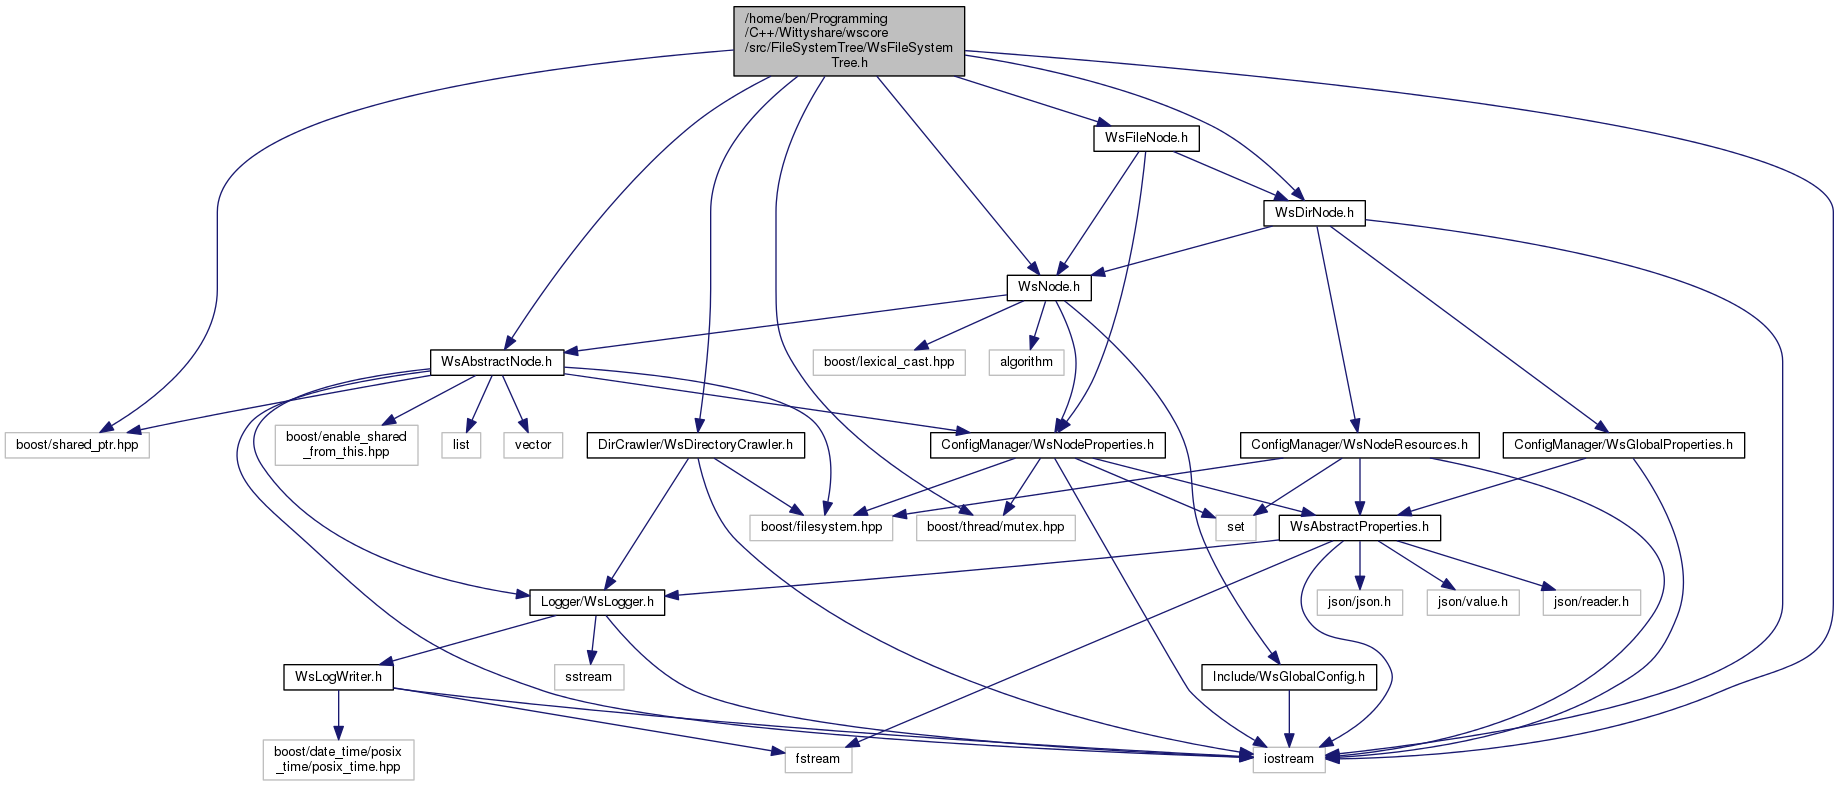 /home/ben/Programming
/C++/Wittyshare/wscore
/src/FileSystemTree/WsFileSystem
Tree.h
WsFileNode.h
WsDirNode.h
WsNode.h
WsAbstractNode.h
boost/lexical_cast.hpp
algorithm
boost/shared_ptr.hpp
boost/enable_shared
_from_this.hpp
list
vector
DirCrawler/WsDirectoryCrawler.h
ConfigManager/WsNodeProperties.h
ConfigManager/WsNodeResources.h
ConfigManager/WsGlobalProperties.h
boost/filesystem.hpp
boost/thread/mutex.hpp
set
WsAbstractProperties.h
Logger/WsLogger.h
json/json.h
json/value.h
json/reader.h
WsLogWriter.h
sstream
Include/WsGlobalConfig.h
boost/date_time/posix
_time/posix_time.hpp
fstream
iostream